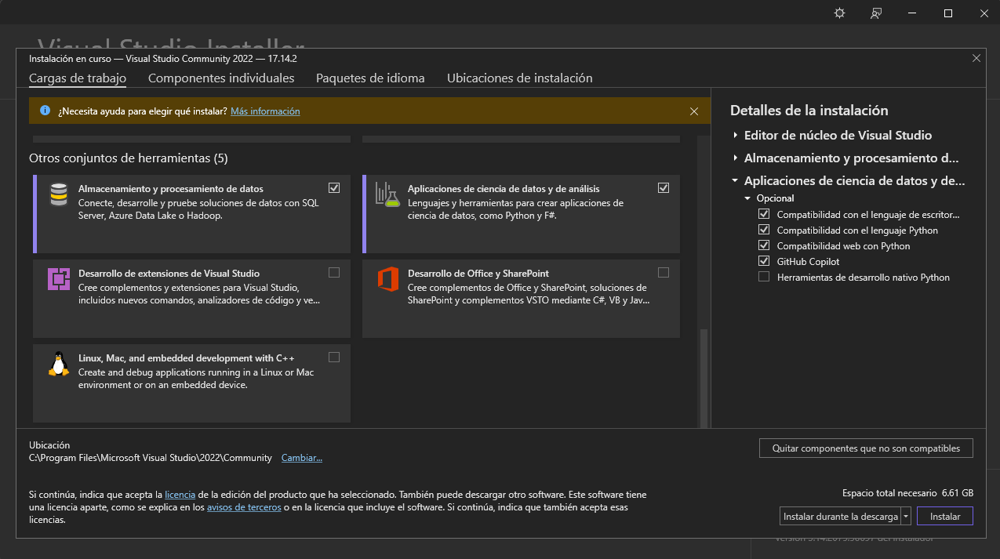 Visual Studio Installer
Instalación en curso — Visual Studio Community 2022 — 17.14.2
Cargas de trabajo
Componentes individuales
Paquetes de idioma
Ubicaciones de instalación
¿Necesita ayuda para elegir qué instalar? Más información
Otros conjuntos de herramientas (5)
Almacenamiento y procesamiento de datos
Conecte, desarrolle y pruebe soluciones de datos con SQL
Server, Azure Data Lake o Hadoop.
Aplicaciones de ciencia de datos y de análisis
Lenguajes y herramientas para crear aplicaciones de
ciencia de datos, como Python y F#.
Desarrollo de extensiones de Visual Studio
Cree complementos y extensiones para Visual Studio,
incluidos nuevos comandos, analizadores de código y ve...
Desarrollo de Office y SharePoint
Cree complementos de Office y SharePoint, soluciones de
SharePoint y complementos VSTO mediante C#, VB y Jav...
Linux, Mac, and embedded development with C++
Create and debug applications running in a Linux or Mac
environment or on an embedded device.
Detalles de la instalación
Editor de núcleo de Visual Studio
Almacenamiento y procesamiento d...
Aplicaciones de ciencia de datos y de...
Opcional
Compatibilidad con el lenguaje de escritor...
Compatibilidad con el lenguaje Python
Compatibilidad web con Python
GitHub Copilot
Herramientas de desarrollo nativo Python
Ubicación
C:\Program Files\Microsoft Visual Studio\2022\Community Cambiar...
Quitar componentes que no son compatibles
Si continúa, indica que acepta la licencia de la edición del producto que ha seleccionado. También puede descargar otro software. Este software tiene
una licencia aparte, como se explica en los avisos de terceros o en la licencia que incluye el software. Si continúa, indica que también acepta esas
licencias.
Espacio total necesario 6.61 GB
Instalar durante la descarga
Instalar
del Instalador